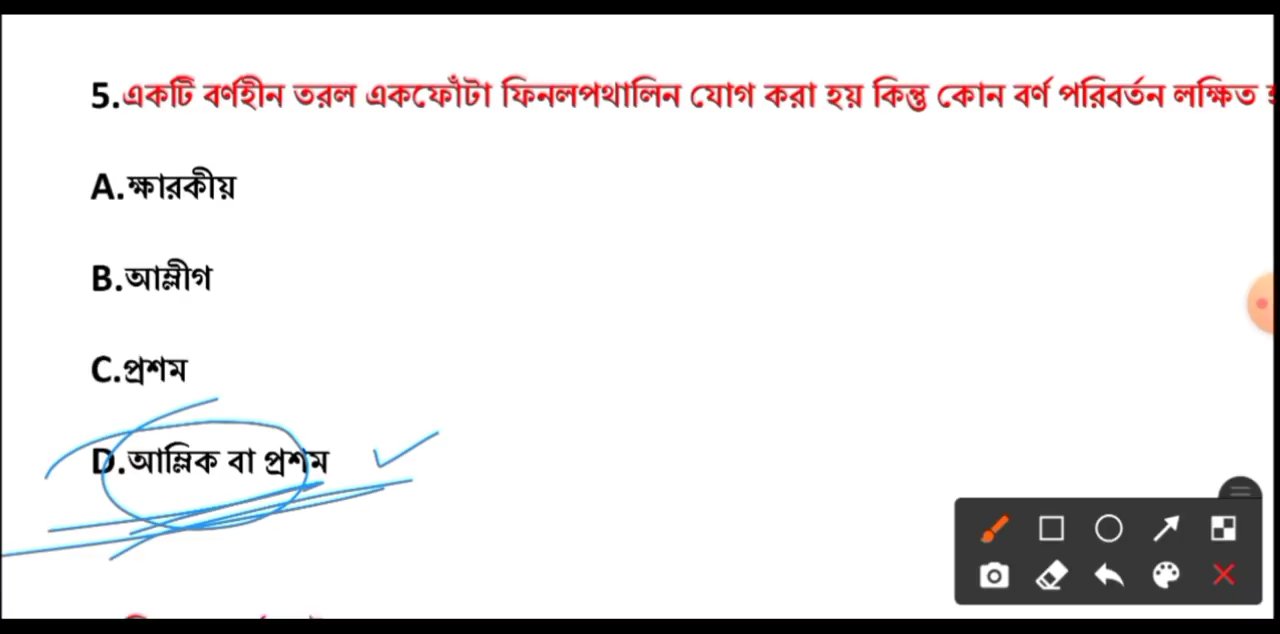 5.একটি বর্ণহীন তরল একফোঁটা ফিনলপথালিন যোগ করা হয় কিন্তু কোন বর্ণ পরিবর্তন লক্ষিত
A.ক্ষারকীয়
B.আম্লীগ
C.প্রশম
D.আম্লিক বা প্রশম